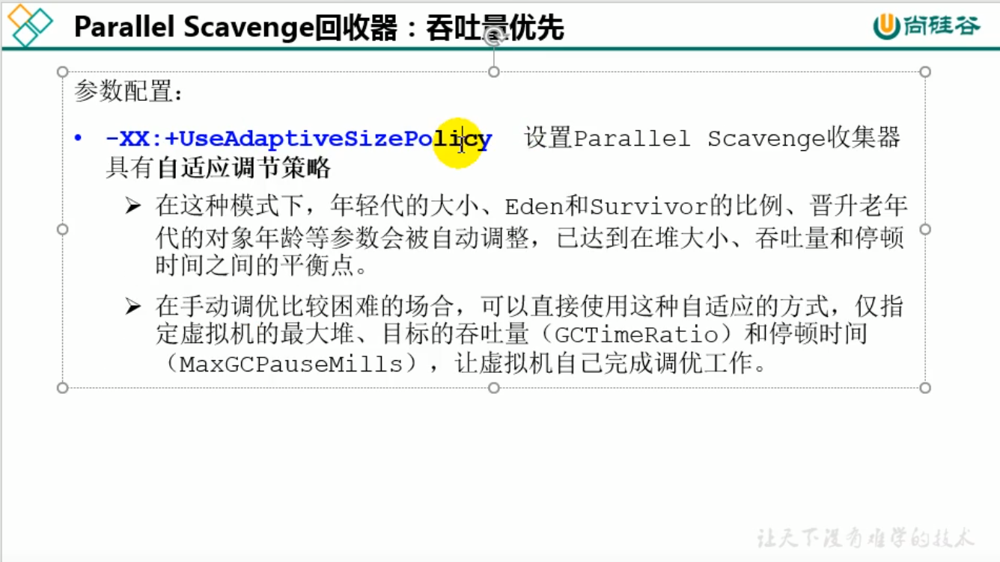 Parallel Scavenge回收器：吞吐量优先
尚硅谷
参数配置：
• -XX:+UseAdaptiveSizePolicy 设置Parallel Scavenge收集器
具有自适应调节策略
➢ 在这种模式下，年轻代的大小、Eden和Survivor的比例、晋升老年
代的对象年龄等参数会被自动调整，已达到在堆大小、吞吐量和停顿
时间之间的平衡点。
➢ 在手动调优比较困难的场合，可以直接使用这种自适应的方式，仅指
定虚拟机的最大堆、目标的吞吐量（GCTimeRatio）和停顿时间
（MaxGCPauseMills），让虚拟机自己完成调优工作。
让天下没有难学的技术